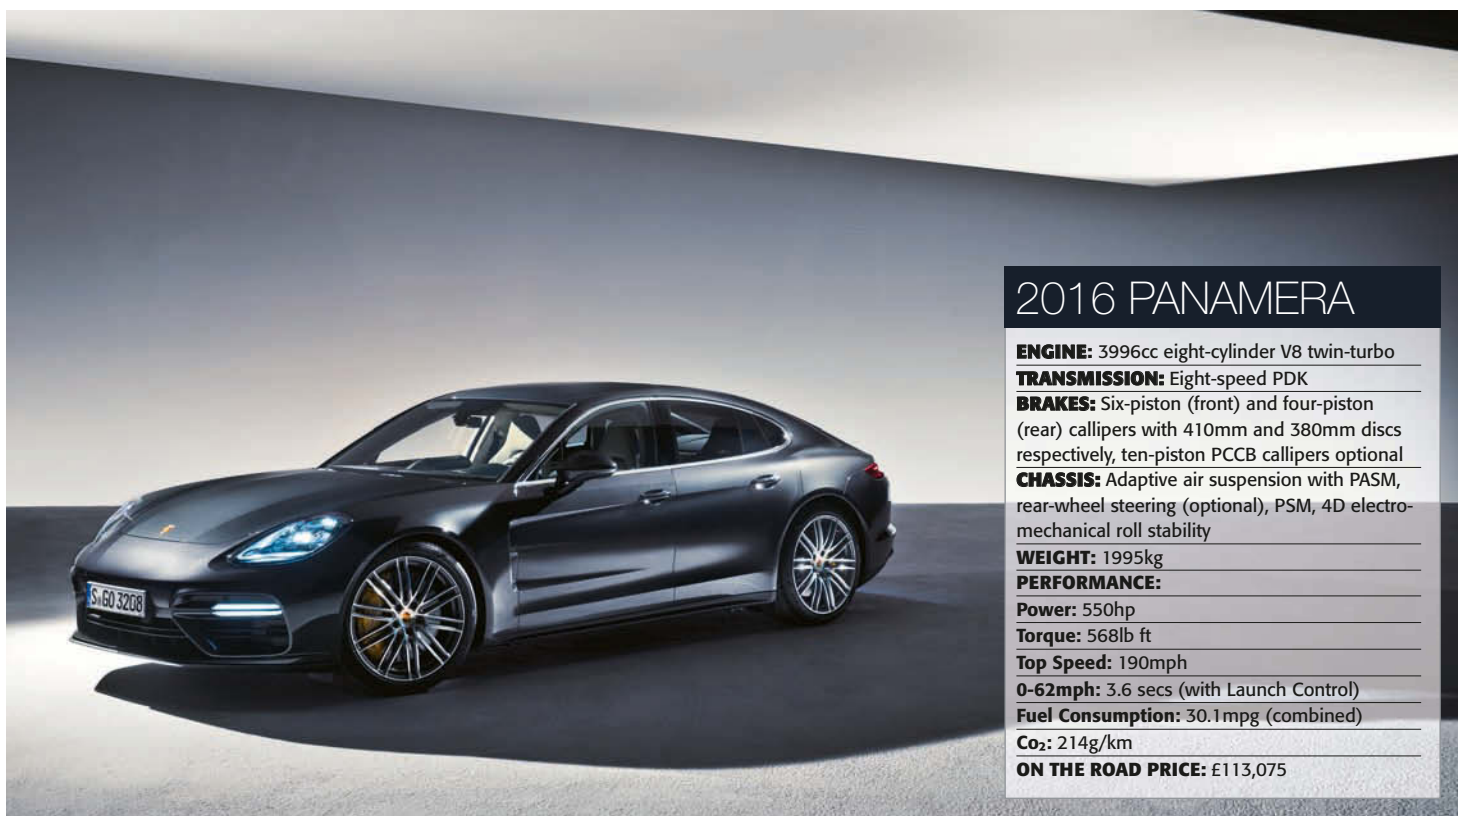 2016 PANAMERA
ENGINE: 3996cc eight-cylinder V8 twin-turbo
TRANSMISSION: Eight-speed PDK
BRAKES: Six-piston (front) and four-piston
(rear) callipers with 410mm and 380mm discs
respectively, ten-piston PCCB callipers optional
CHASSIS: Adaptive air suspension with PASM,
rear-wheel steering (optional), PSM, 4D electro-
mechanical roll stability
WEIGHT: 1995kg
PERFORMANCE:
Power: 550hp
Torque: 568lb ft
Top Speed: 190mph
0-62mph: 3.6 secs (with Launch Control)
Fuel Consumption: 30.1mpg (combined)
Co₂: 214g/km
ON THE ROAD PRICE: £113,075
S GO 3208